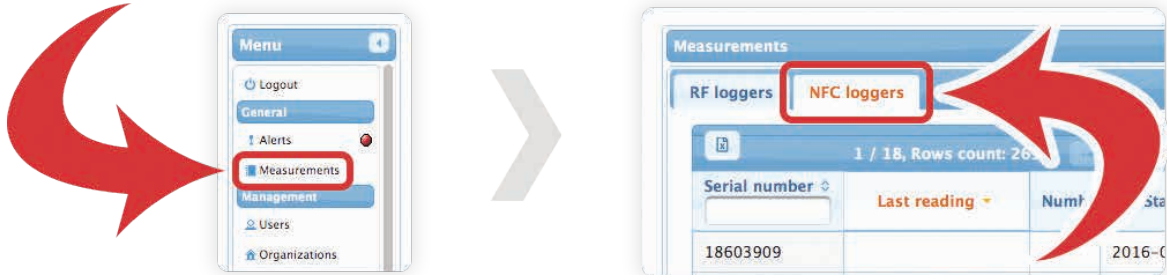 Menu
Logout
General
Alerts
Measurements
Management
Users
Organizations
Measurements
RF loggers
NFC loggers
1 / 18, Rows count:
Serial number
Last reading
18603909